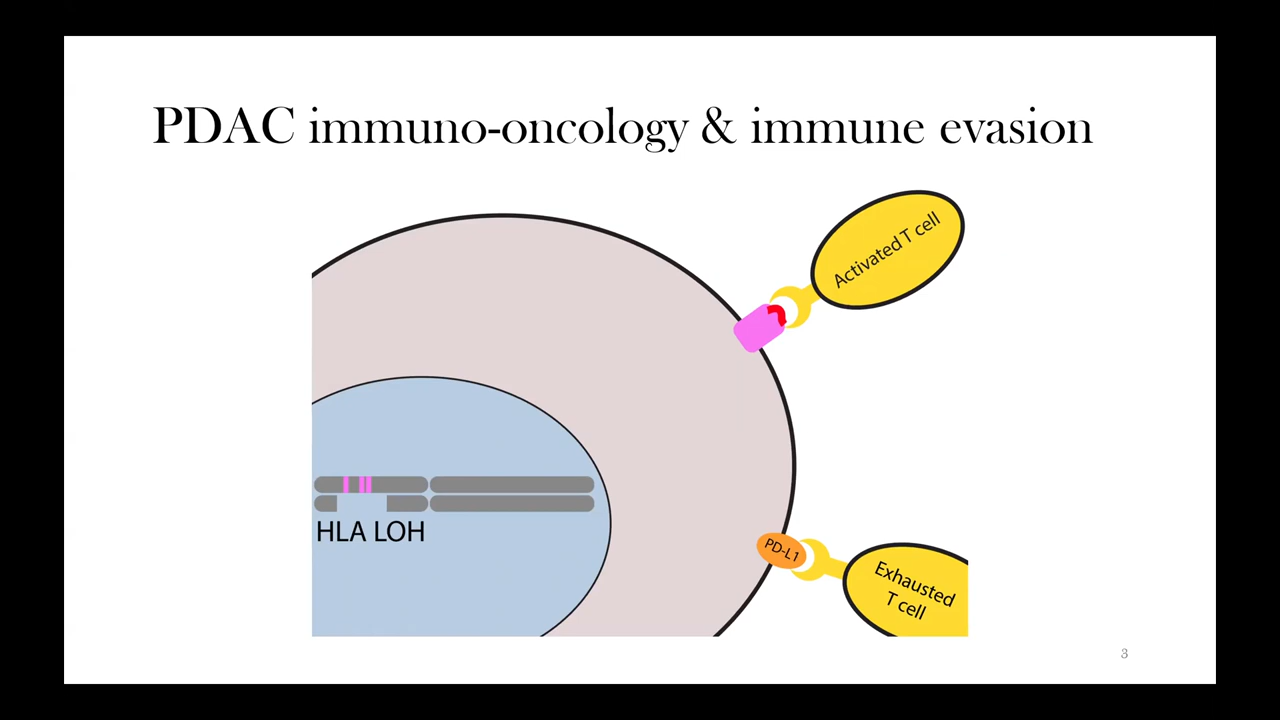 PDAC immuno-oncology & immune evasion
Activated T cell
HLA LOH
PD-L1
Exhausted
T cell
3